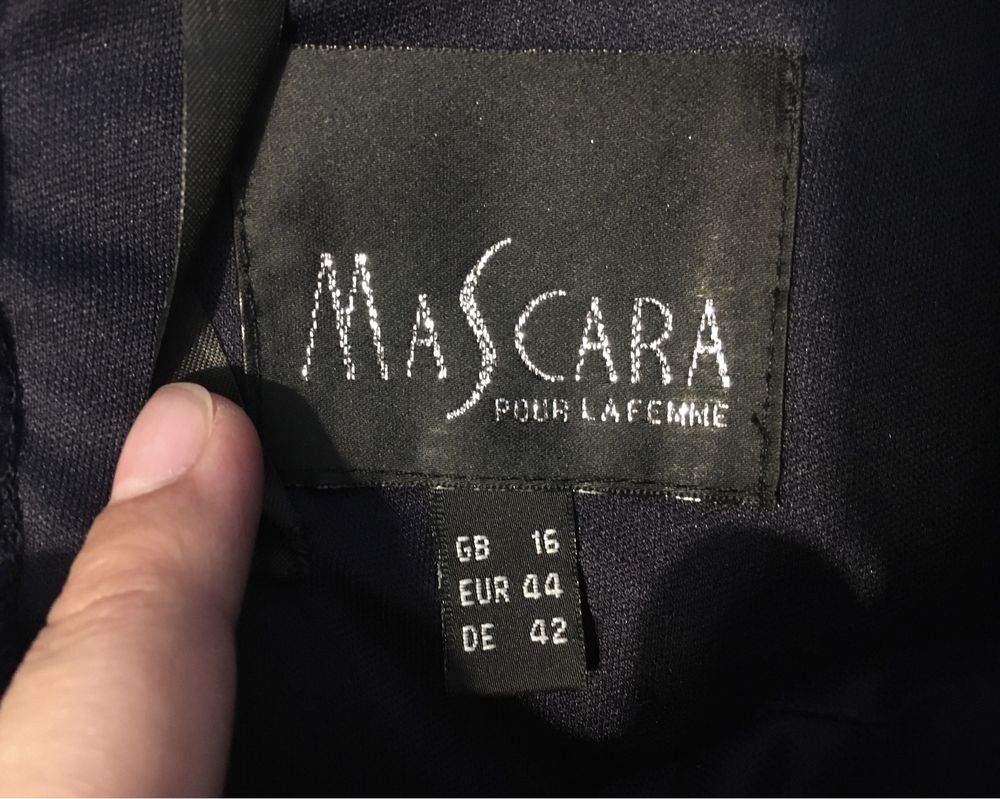 MASCARA
POUR LA FEMME
GB 16
EUR 44
DE 42